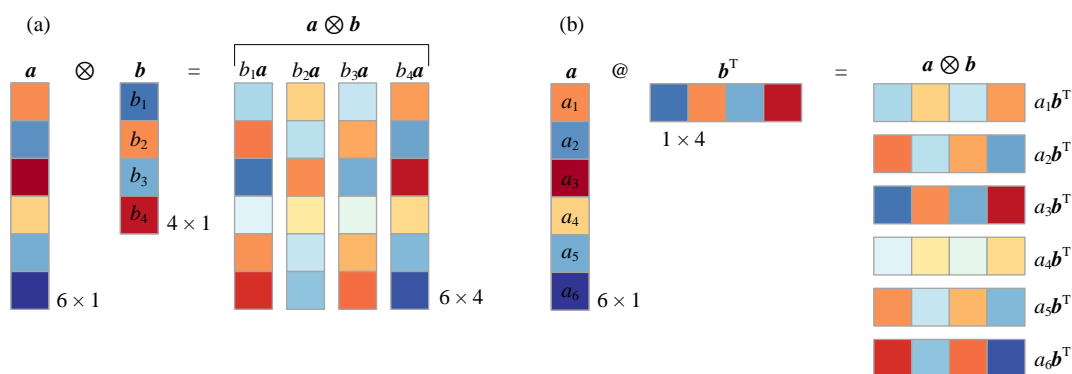 (a)
a ⊗ b
a ⊗ b =
b₁a b₂a b₃a b₄a
b₁
b₂
b₃
b₄
4 × 1
6 × 1
6 × 4
(b)
a @ bᵀ = a ⊗ b
a₁
a₂
a₃
a₄
a₅
a₆
6 × 1
1 × 4
a₁bᵀ
a₂bᵀ
a₃bᵀ
a₄bᵀ
a₅bᵀ
a₆bᵀ